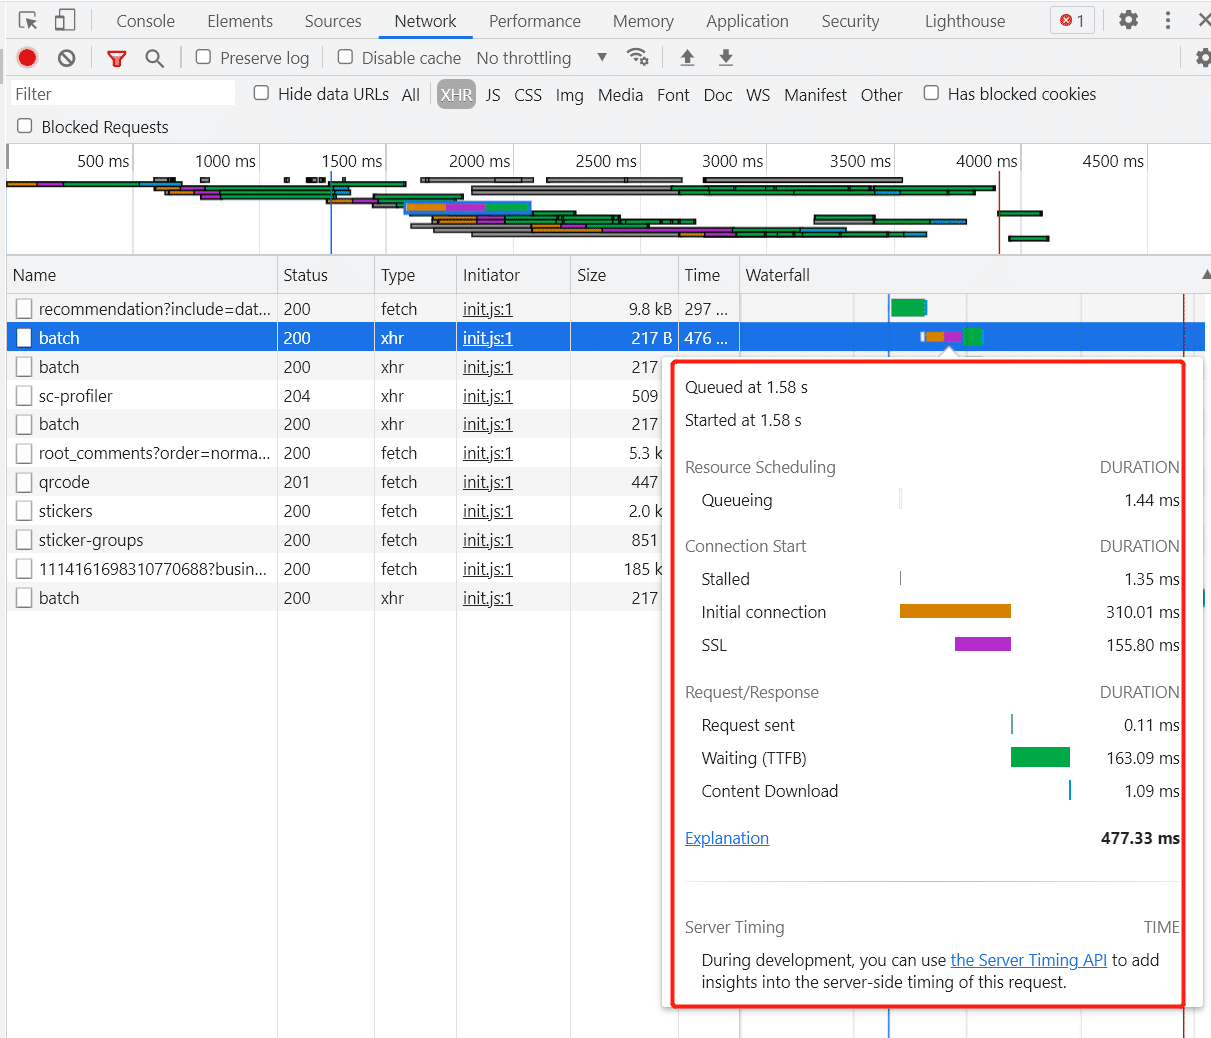 Console Elements Sources Network Performance Memory Application Security Lighthouse 1
Preserve log Disable cache No throttling
Filter Hide data URLs All XHR JS CSS Img Media Font Doc WS Manifest Other Has blocked cookies
Blocked Requests
500 ms 1000 ms 1500 ms 2000 ms 2500 ms 3000 ms 3500 ms 4000 ms 4500 ms
Name Status Type Initiator Size Time Waterfall
recommendation?include=dat... 200 fetch init.js:1 9.8 kB 297 ...
batch 200 xhr init.js:1 217 B 476 ...
batch 200 xhr init.js:1 217
sc-profiler 204 xhr init.js:1 509
batch 200 xhr init.js:1 217
root_comments?order=norma... 200 fetch init.js:1 5.3 k
qrcode 201 fetch init.js:1 447
stickers 200 fetch init.js:1 2.0 k
sticker-groups 200 fetch init.js:1 851
1114161698310770688?busin... 200 fetch init.js:1 185 k
batch 200 xhr init.js:1 217
Queued at 1.58 s
Started at 1.58 s
Resource Scheduling DURATION
Queueing 1.44 ms
Connection Start DURATION
Stalled 1.35 ms
Initial connection 310.01 ms
SSL 155.80 ms
Request/Response DURATION
Request sent 0.11 ms
Waiting (TTFB) 163.09 ms
Content Download 1.09 ms
Explanation 477.33 ms
Server Timing TIME
During development, you can use the Server Timing API to add
insights into the server-side timing of this request.